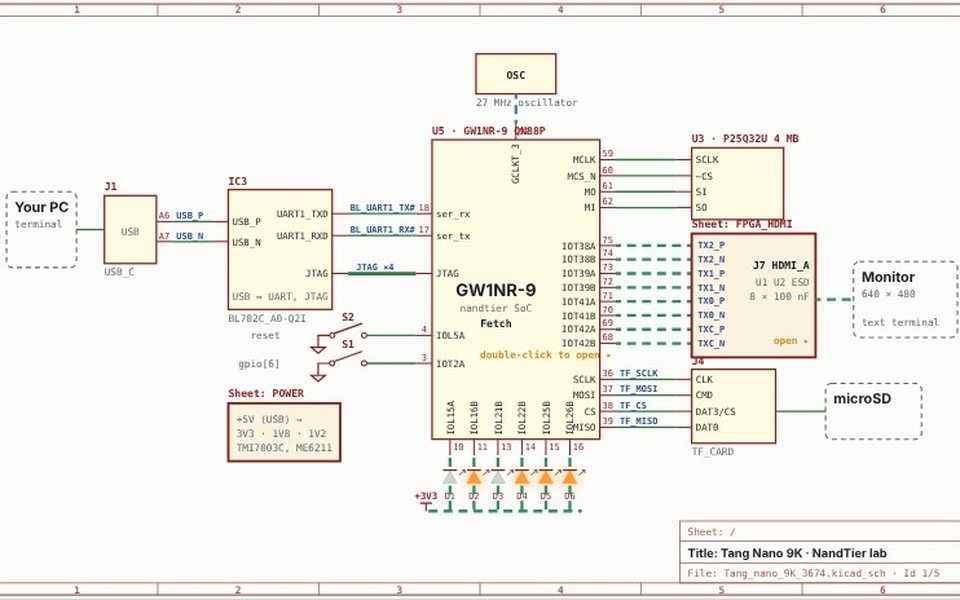 1 2 3 4 5 6
OSC
27 MHz oscillator
U5 · GW1NR-9 QN88P
GCLKT_3
Your PC
terminal
J1
USB
USB_C
A6 USB_P
A7 USB_N
IC3
USB_P
USB_N
UART1_TXD
UART1_RXD
JTAG
USB ↔ UART, JTAG
BL702C_A0-Q2I
BL_UART1_TX# 18
BL_UART1_RX# 17
JTAG ×4
S2
reset
4
S1
gpio[6]
3
Sheet: POWER
+5V (USB) →
3V3 · 1V8 · 1V2
TMI7003C, ME6211
ser_rx
ser_tx
JTAG
IOL5A
IOT2A
GW1NR-9
nandtier SoC
Fetch
double-click to open ▸
MCLK 59
MCS_N 60
MO 61
MI 62
IOT38A 75
IOT38B 74
IOT39A 73
IOT39B 72
IOT41A 71
IOT41B 70
IOT42A 69
IOT42B 68
SCLK 36 TF_SCLK
MOSI 37 TF_MOSI
CS 38 TF_CS
MISO 39 TF_MISO
IOL15A IOL16B IOL21B IOL22B IOL25B IOL26B
10 11 13 14 15 16
+3V3 D1 D2 D3 D4 D5 D6
U3 · P25Q32U 4 MB
SCLK
~CS
SI
SO
Sheet: FPGA_HDMI
TX2_P
TX2_N
TX1_P
TX1_N
TX0_P
TX0_N
TXC_P
TXC_N
J7 HDMI_A
U1 U2 ESD
8 × 100 nF
open ▸
Monitor
640 × 480
text terminal
J4
CLK
CMD
DAT3/CS
DAT0
TF_CARD
microSD
Sheet: /
Title: Tang Nano 9K · NandTier lab
File: Tang_nano_9K_3674.kicad_sch · Id 1/5
1 2 3 4 5 6